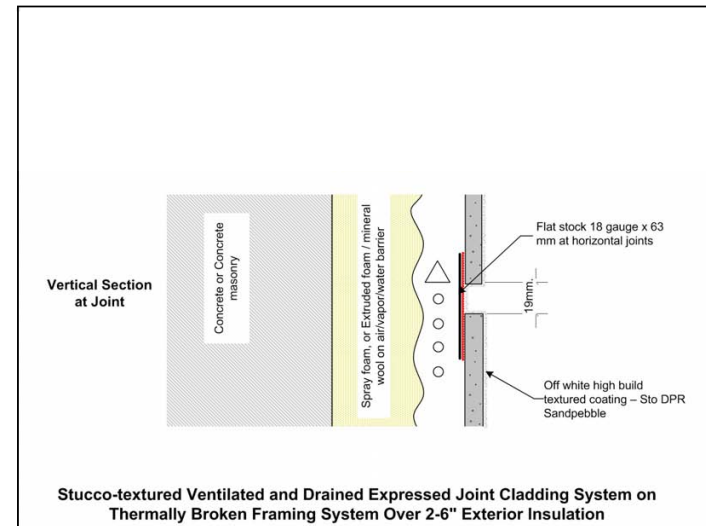 Vertical Section
at Joint
Concrete or Concrete
masonry
Spray foam, or Extruded foam / mineral
wool on air/vapor/water barrier
Flat stock 18 gauge x 63
mm at horizontal joints
19mm.
Off white high build
textured coating – Sto DPR
Sandpebble
Stucco-textured Ventilated and Drained Expressed Joint Cladding System on
Thermally Broken Framing System Over 2-6" Exterior Insulation